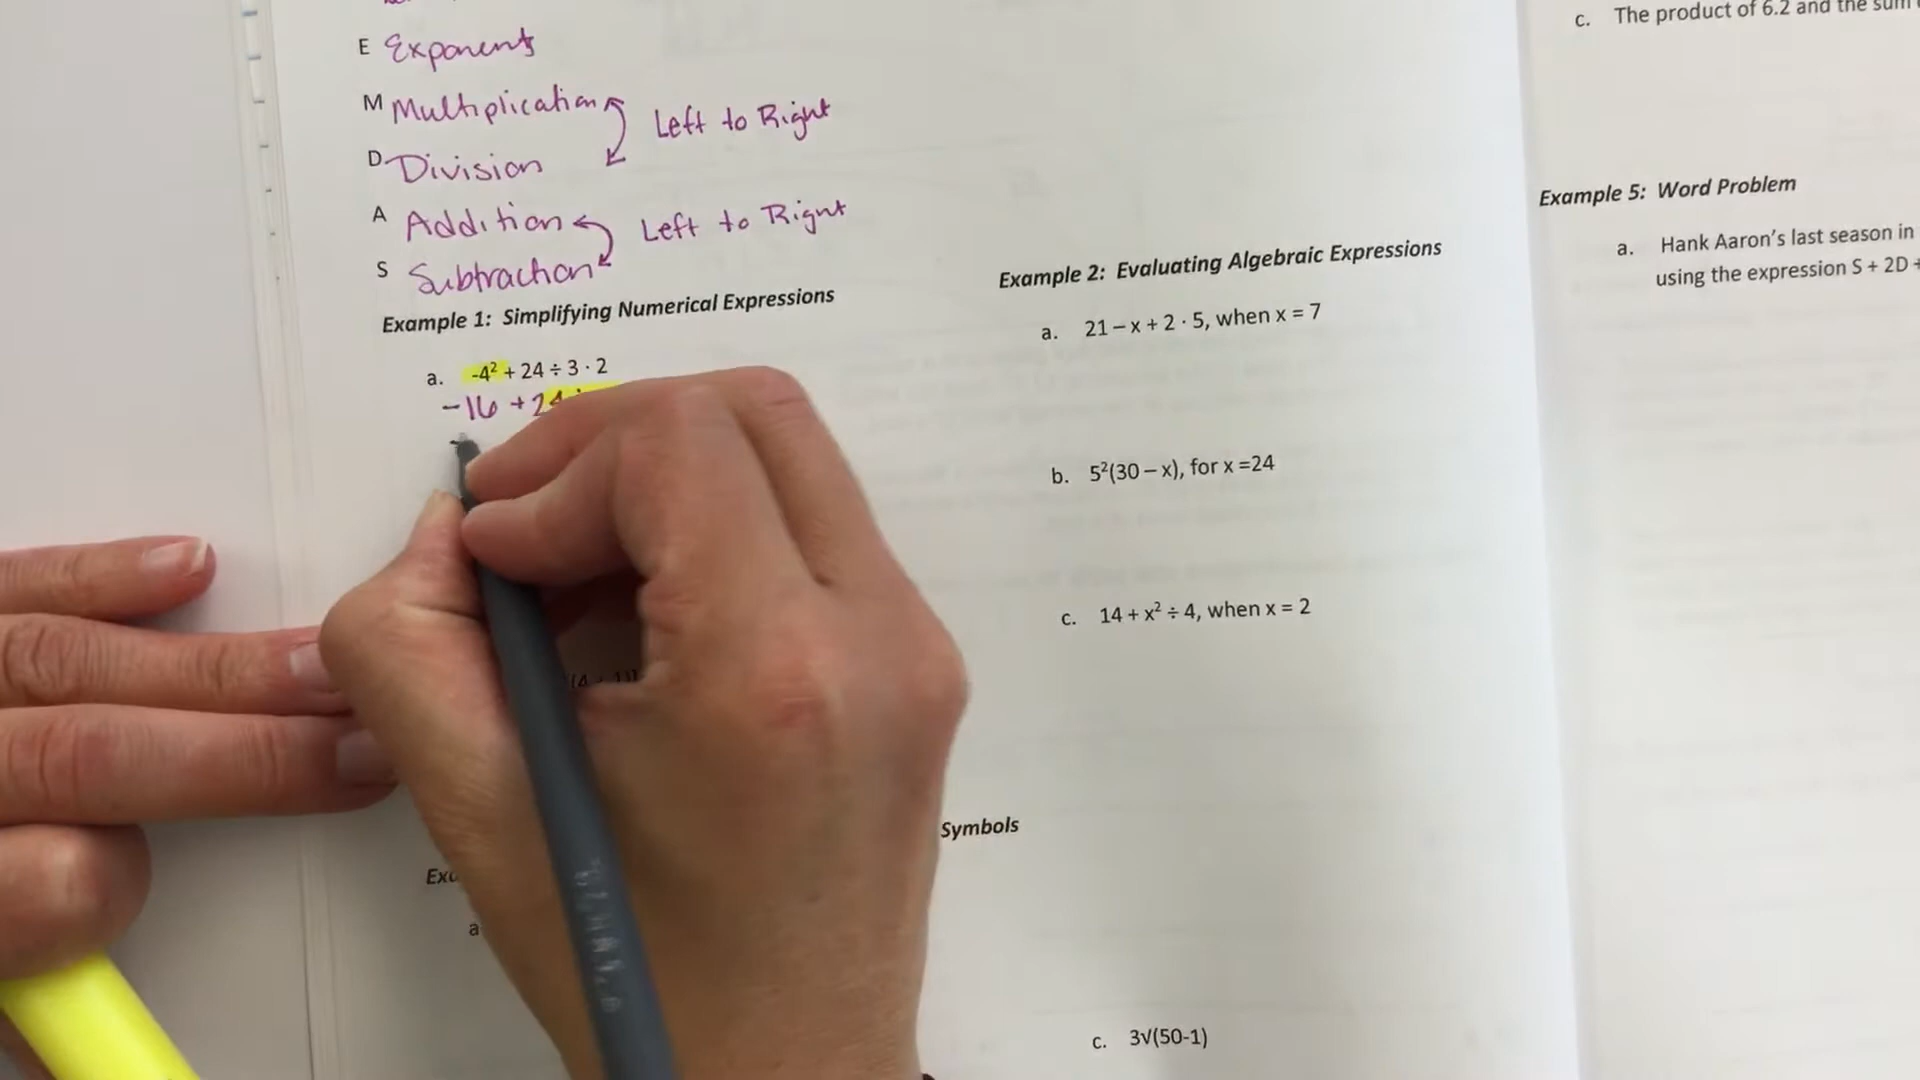 E Exponents
M Multiplication Left to Right
D Division
A Addition Left to Right
S Subtraction
Example 1: Simplifying Numerical Expressions
a. -4² + 24 ÷ 3 · 2
-16 + 24
Example 2: Evaluating Algebraic Expressions
a. 21 – x + 2 · 5, when x = 7
b. 5²(30 – x), for x =24
c. 14 + x² ÷ 4, when x = 2
Symbols
a
c. 3√(50-1)
c. The product of 6.2 and the sum
Example 5: Word Problem
a. Hank Aaron's last season in
using the expression S + 2D +